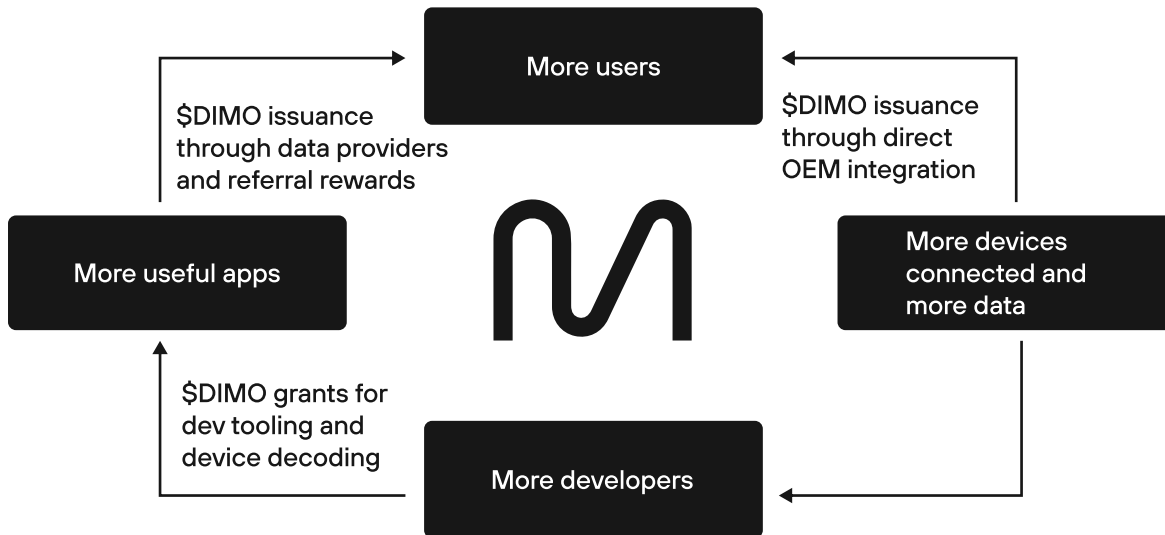 More users
$DIMO issuance
through data providers
and referral rewards
$DIMO issuance
through direct
OEM integration
More useful apps
More devices
connected and
more data
$DIMO grants for
dev tooling and
device decoding
More developers